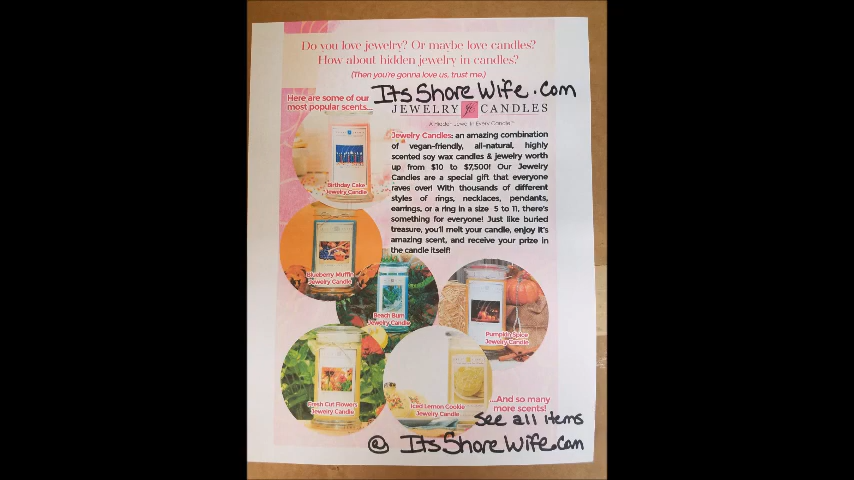 Do you love jewelry? Or maybe love candles?
How about hidden jewelry in candles?
(Then you're gonna love us, trust me.)
ItsShoreWife.com
Here are some of our
most popular scents...
JEWELRY CANDLES
A Hidden Jewel In Every Candle
Jewelry Candles: an amazing combination
of vegan-friendly, all-natural, highly
scented soy wax candles & jewelry worth
up from $10 to $7,500! Our Jewelry
Candles are a special gift that everyone
raves over! With thousands of different
styles of rings, necklaces, pendants,
earrings, or a ring in a size 5 to 11, there's
something for everyone! Just like buried
treasure, you'll melt your candle, enjoy it's
amazing scent, and receive your prize in
the candle itself!
Birthday Cake
Jewelry Candle
Blueberry Muffin
Jewelry Candle
Beach Bum
Jewelry Candle
Pumpkin Spice
Jewelry Candle
Fresh Cut Flowers
Jewelry Candle
Iced Lemon Cookie
Jewelry Candle
...And so many
more scents!
See all items
@ ItsShoreWife.com